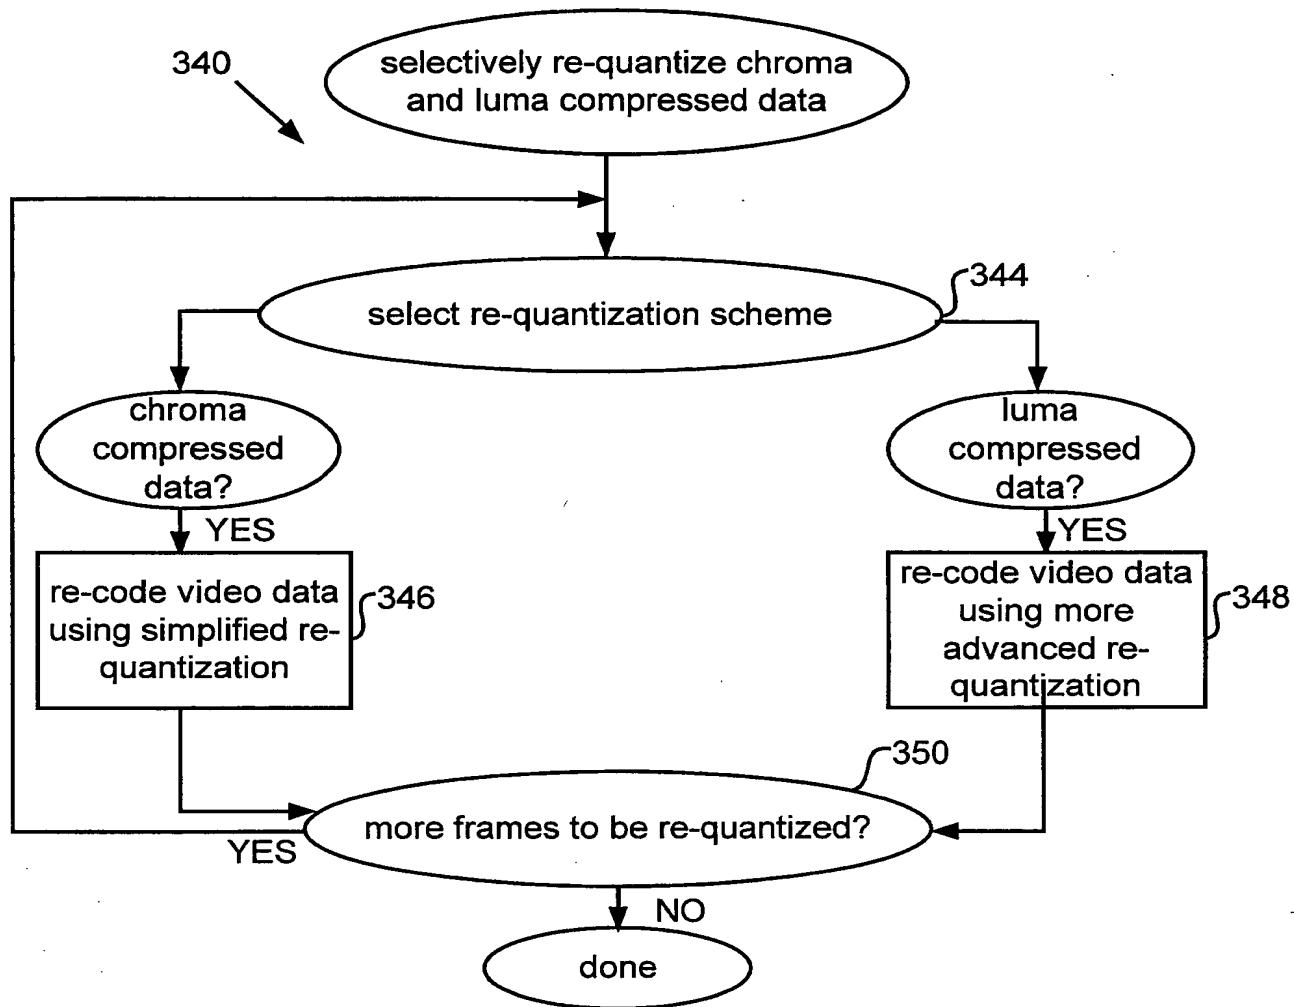 340
selectively re-quantize chroma
and luma compressed data
344
select re-quantization scheme
chroma
compressed
data?
luma
compressed
data?
YES
YES
re-code video data
using simplified re-
quantization
346
re-code video data
using more
advanced re-
quantization
348
350
more frames to be re-quantized?
YES
NO
done